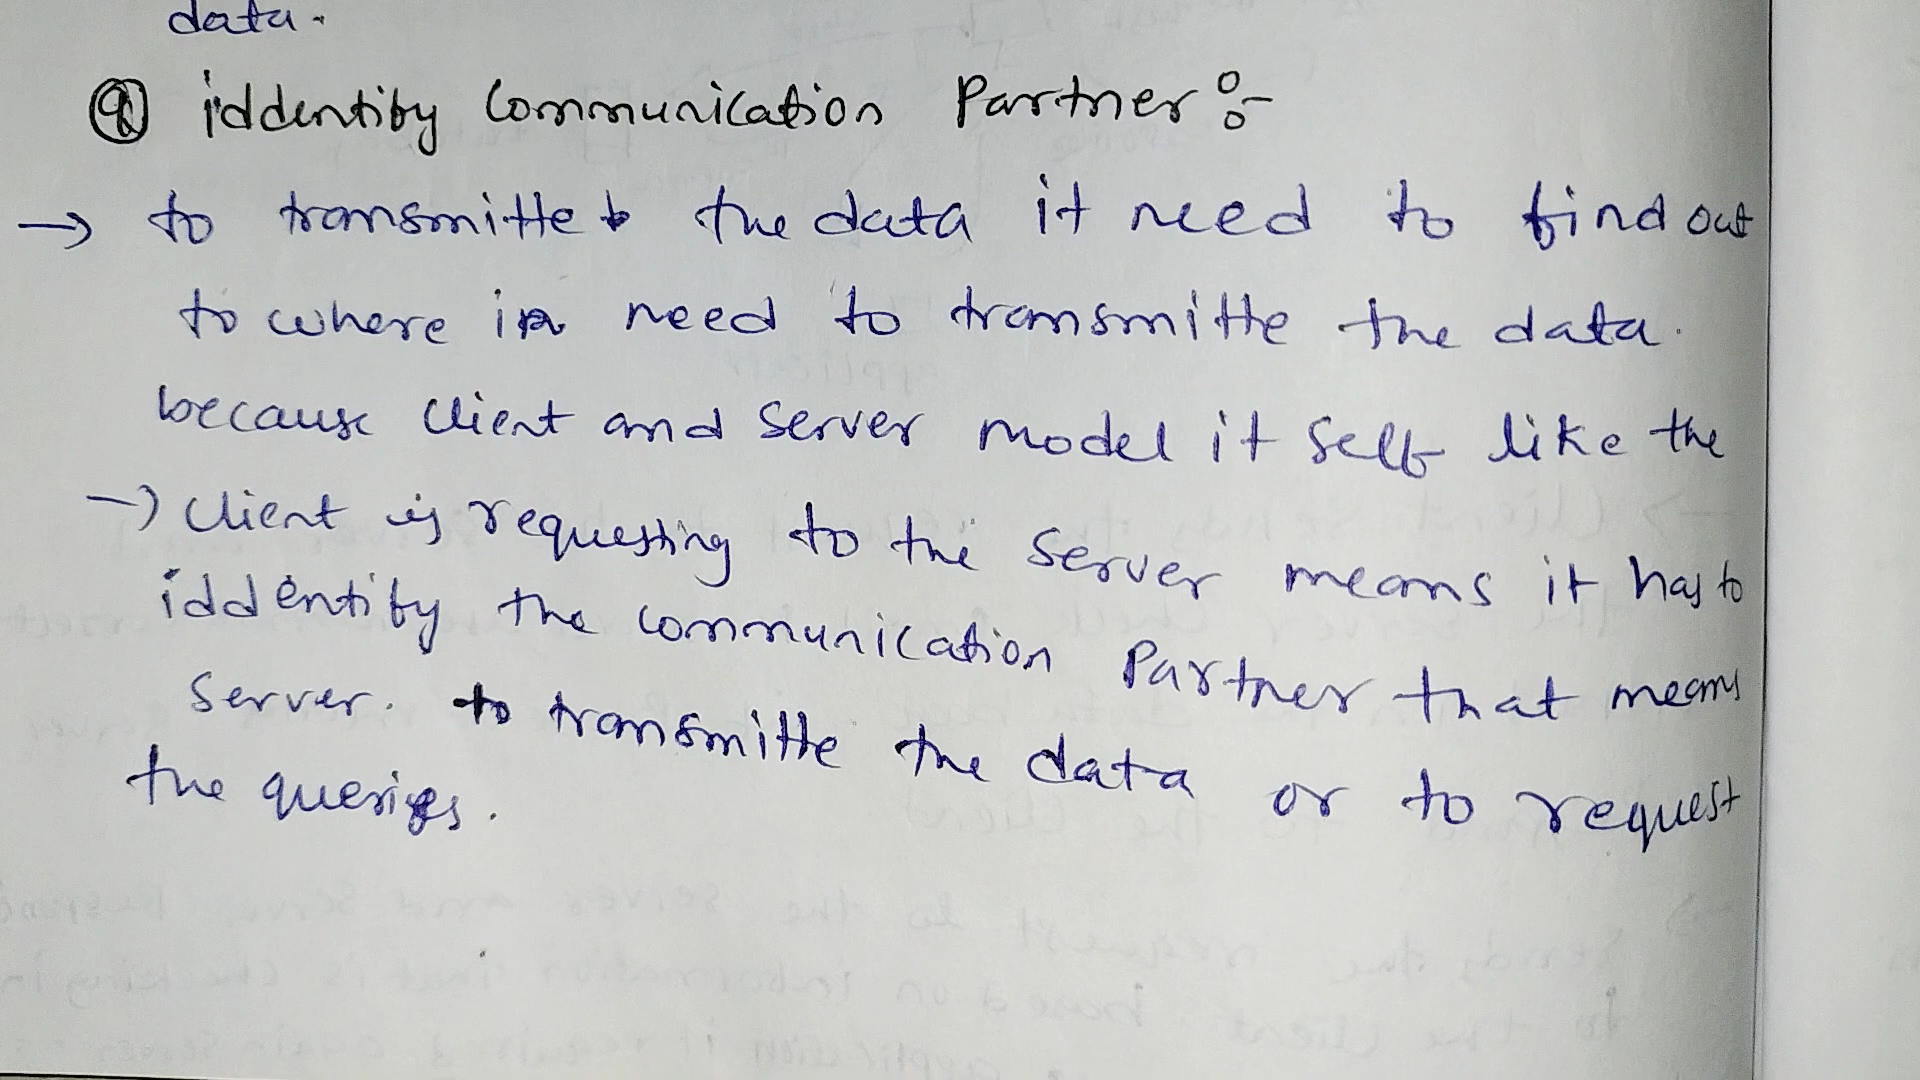 data.
④ iddentify Communication Partner :-
→ to transmitte the data it need to find out
to where in need to transmitte the data.
because client and server model it self like the
→ client is requesting to the server means it has to
iddentify the communication Partner that means
server. to transmitte the data or to request
the queries.